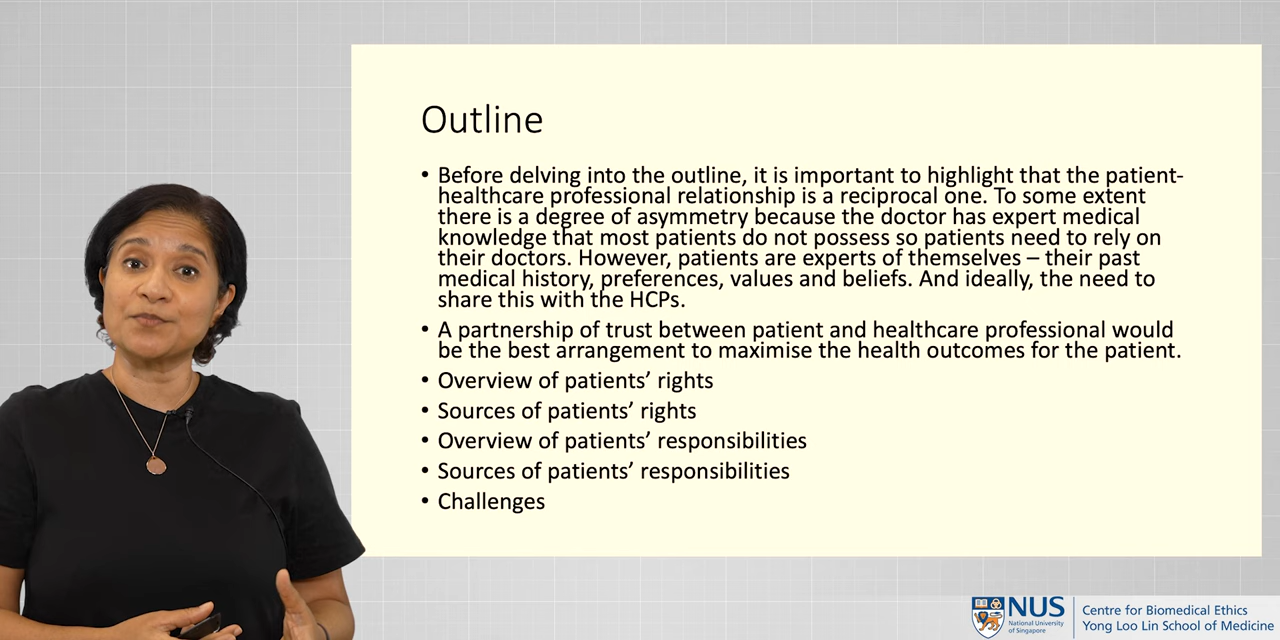 Outline
• Before delving into the outline, it is important to highlight that the patient-
healthcare professional relationship is a reciprocal one. To some extent
there is a degree of asymmetry because the doctor has expert medical
knowledge that most patients do not possess so patients need to rely on
their doctors. However, patients are experts of themselves – their past
medical history, preferences, values and beliefs. And ideally, the need to
share this with the HCPs.
• A partnership of trust between patient and healthcare professional would
be the best arrangement to maximise the health outcomes for the patient.
• Overview of patients’ rights
• Sources of patients’ rights
• Overview of patients’ responsibilities
• Sources of patients’ responsibilities
• Challenges
NUS
National University
of Singapore
Centre for Biomedical Ethics
Yong Loo Lin School of Medicine